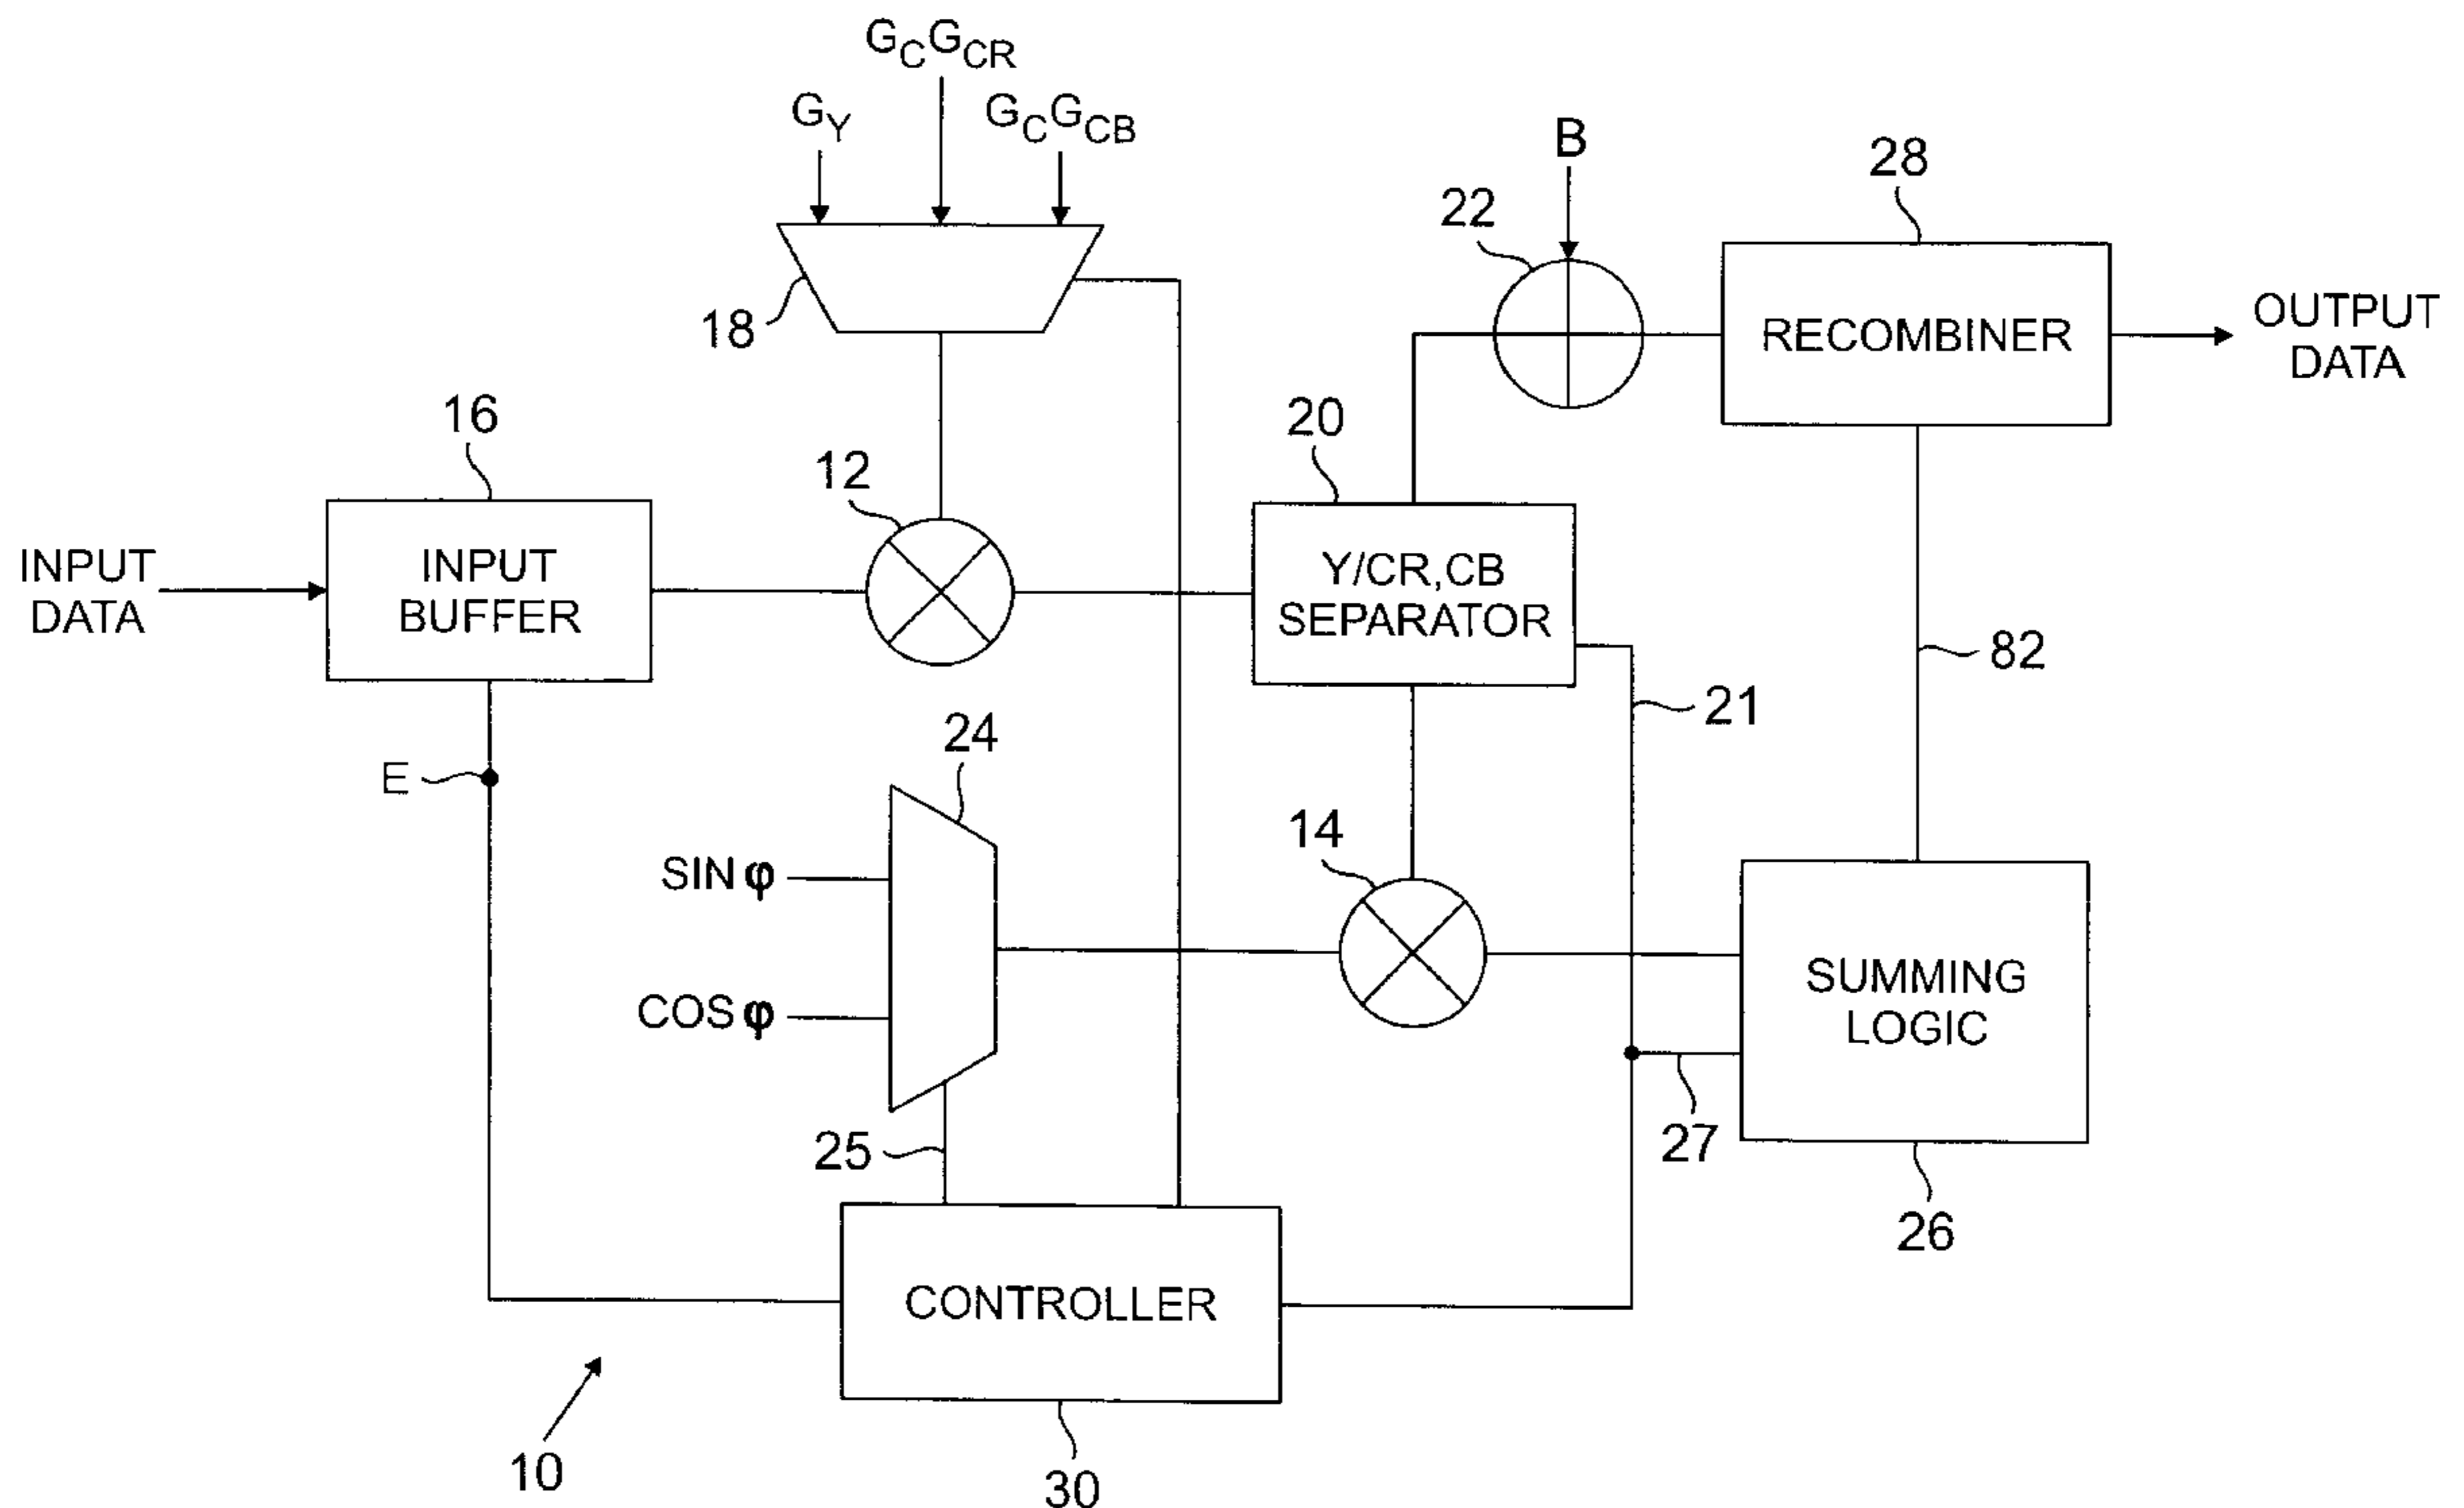 G_C G_CR
G_Y
G_C G_CB
B
28
22
RECOMBINER
OUTPUT
DATA
18
16
20
12
INPUT
DATA
INPUT
BUFFER
Y/CR,CB
SEPARATOR
82
21
24
E
14
SIN φ
COS φ
SUMMING
LOGIC
25
27
26
CONTROLLER
10
30